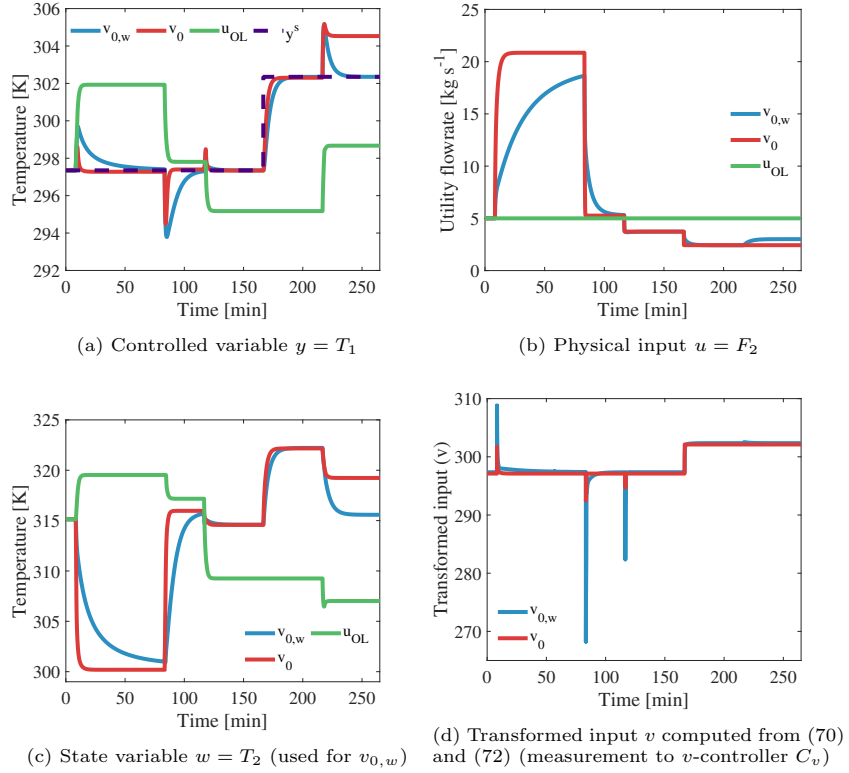 Temperature [K]
306
304
302
300
298
296
294
292
v0,w
v0
uOL
ys
0
50
100
150
200
250
Time [min]
(a) Controlled variable y = T1
Utility flowrate [kg s−1]
25
20
15
10
5
0
v0,w
v0
uOL
0
50
100
150
200
250
Time [min]
(b) Physical input u = F2
Temperature [K]
325
320
315
310
305
300
v0,w
uOL
v0
0
50
100
150
200
250
Time [min]
(c) State variable w = T2 (used for v0,w)
Transformed input (v)
310
300
290
280
270
v0,w
v0
0
50
100
150
200
250
Time [min]
(d) Transformed input v computed from (70)
and (72) (measurement to v-controller Cv)